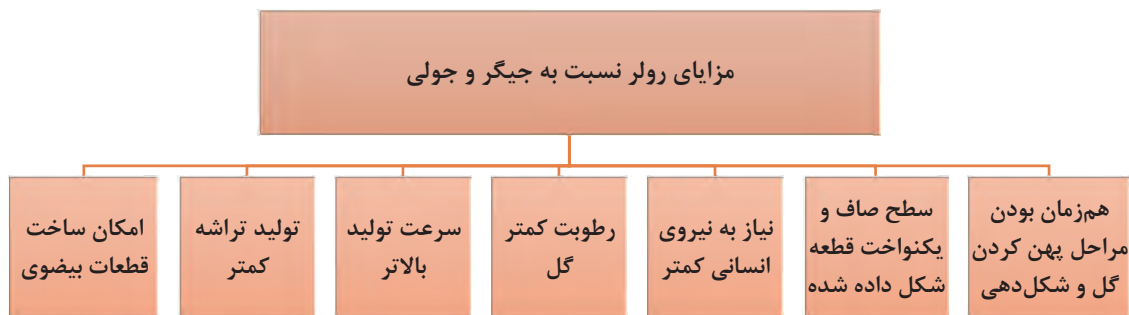 مزایای رولر نسبت به جیگر و جولی
هم‌زمان بودن
مراحل پهن کردن
گل و شکل‌دهی
سطح صاف و
یکنواخت قطعه
شکل داده شده
نیاز به نیروی
انسانی کمتر
رطوبت کمتر
گل
سرعت تولید
بالاتر
تولید تراشه
کمتر
امکان ساخت
قطعات بیضوی